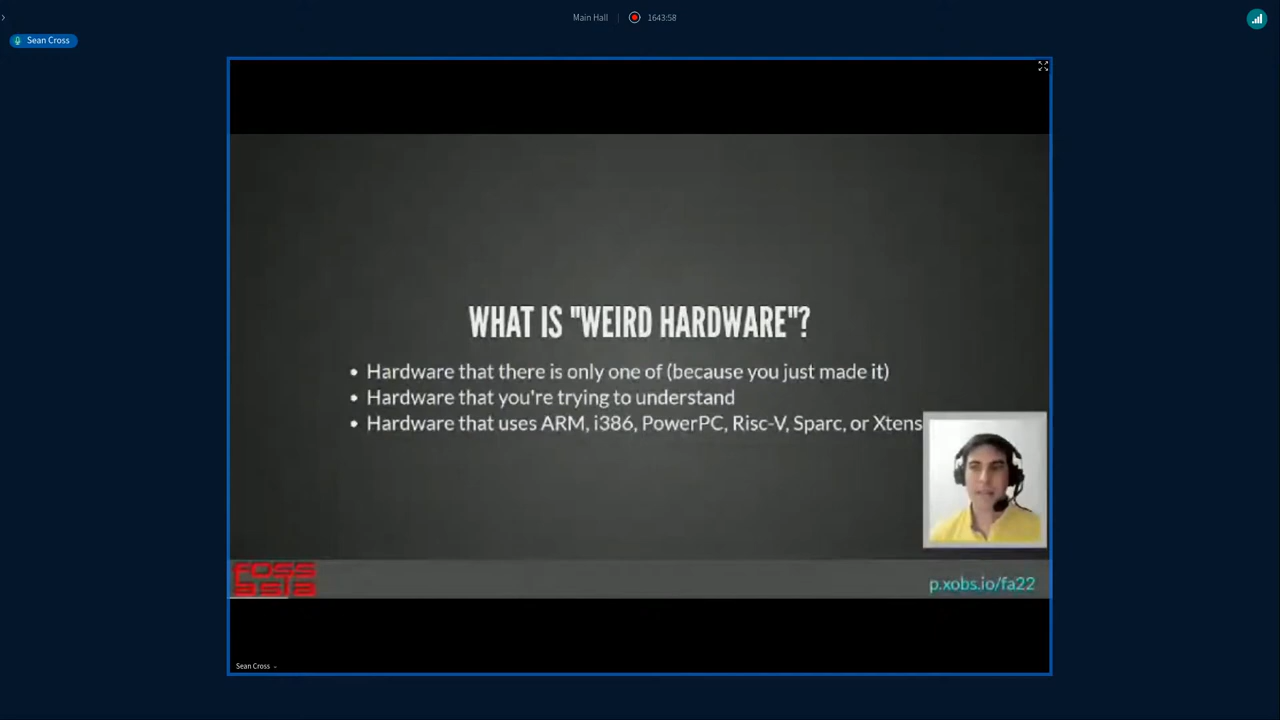 Main Hall
1643:58
Sean Cross
WHAT IS "WEIRD HARDWARE"?
Hardware that there is only one of (because you just made it)
Hardware that you're trying to understand
Hardware that uses ARM, i386, PowerPC, Risc-V, Sparc, or Xtens
FOSS
asia
p.xobs.io/fa22
Sean Cross